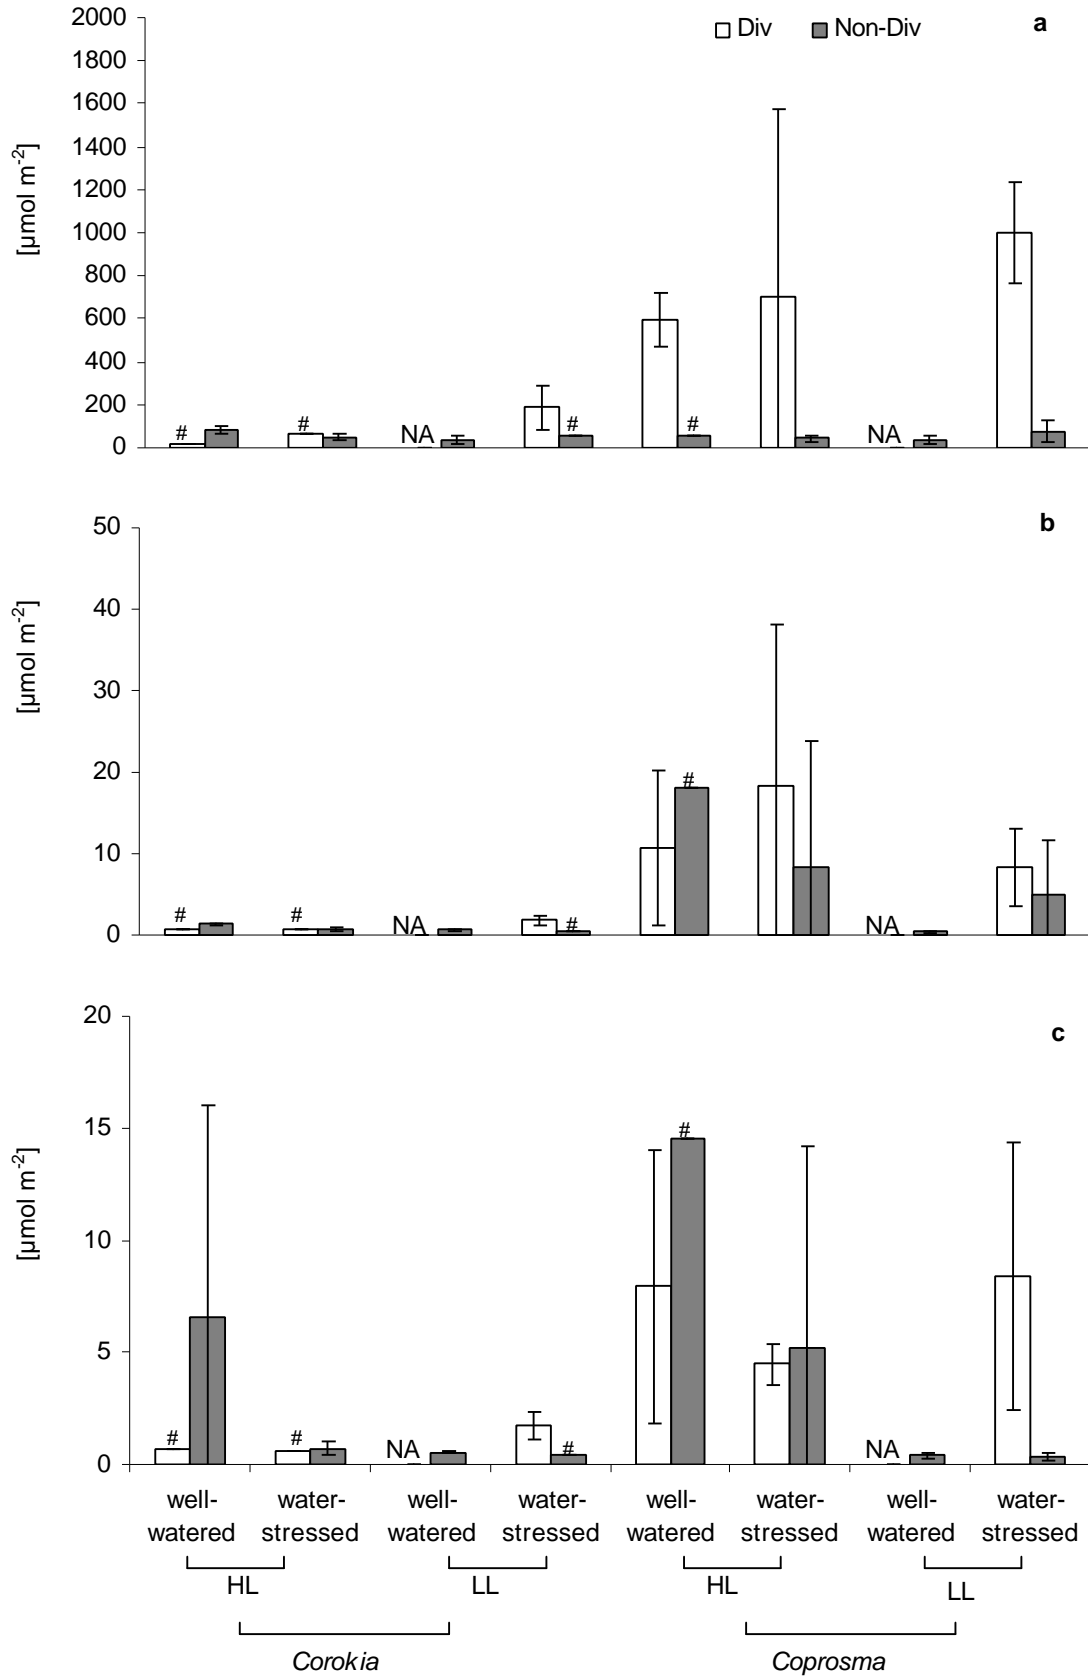 2000
1800
1600
1400
1200
1000
800
600
400
200
0
[µmol m-2]
Div Non-Div
a
# # NA # # NA
50
40
30
20
10
0
[µmol m-2]
b
# # NA # # NA
20
15
10
5
0
[µmol m-2]
c
# # NA # # NA
well-watered
water-stressed
well-watered
water-stressed
well-watered
water-stressed
well-watered
water-stressed
HL LL HL LL
Corokia Coprosma